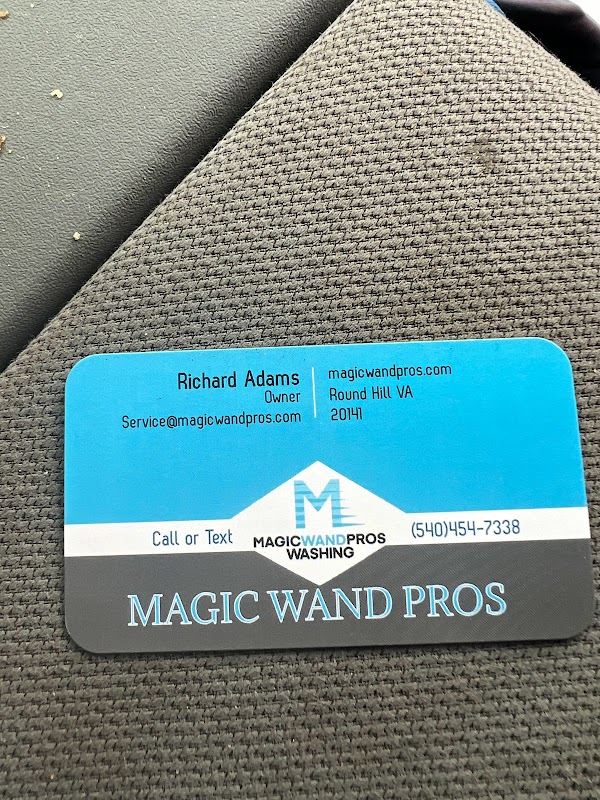 Richard Adams
Owner
Service@magicwandpros.com
magicwandpros.com
Round Hill VA
20141
Call or Text
M
MAGICWANDPROS
WASHING
(540)454-7338
MAGIC WAND PROS